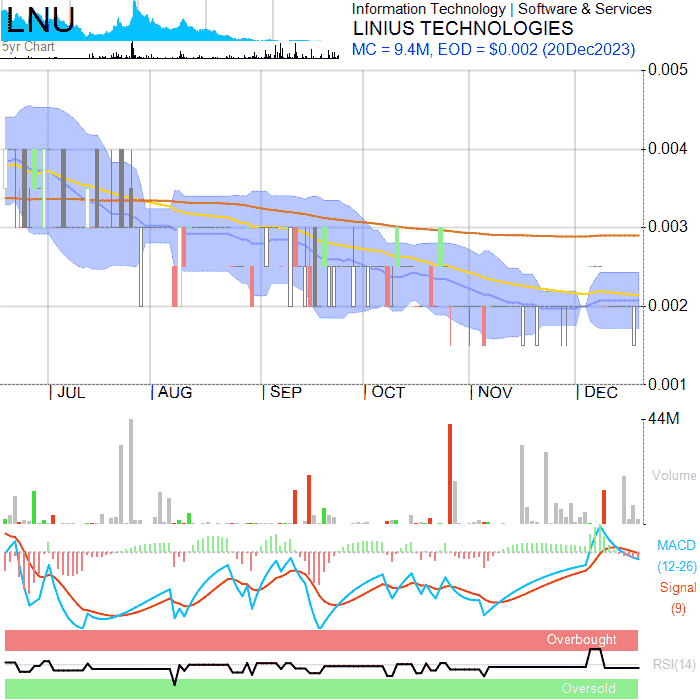 LNU
5yr Chart
Information Technology | Software & Services
LINIUS TECHNOLOGIES
MC = 9.4M, EOD = $0.002 (20Dec2023)
0.005
0.004
0.003
0.002
0.001
JUL
AUG
SEP
OCT
NOV
DEC
44M
Volume
MACD
(12-26)
Signal
(9)
Overbought
RSI(14)
Oversold